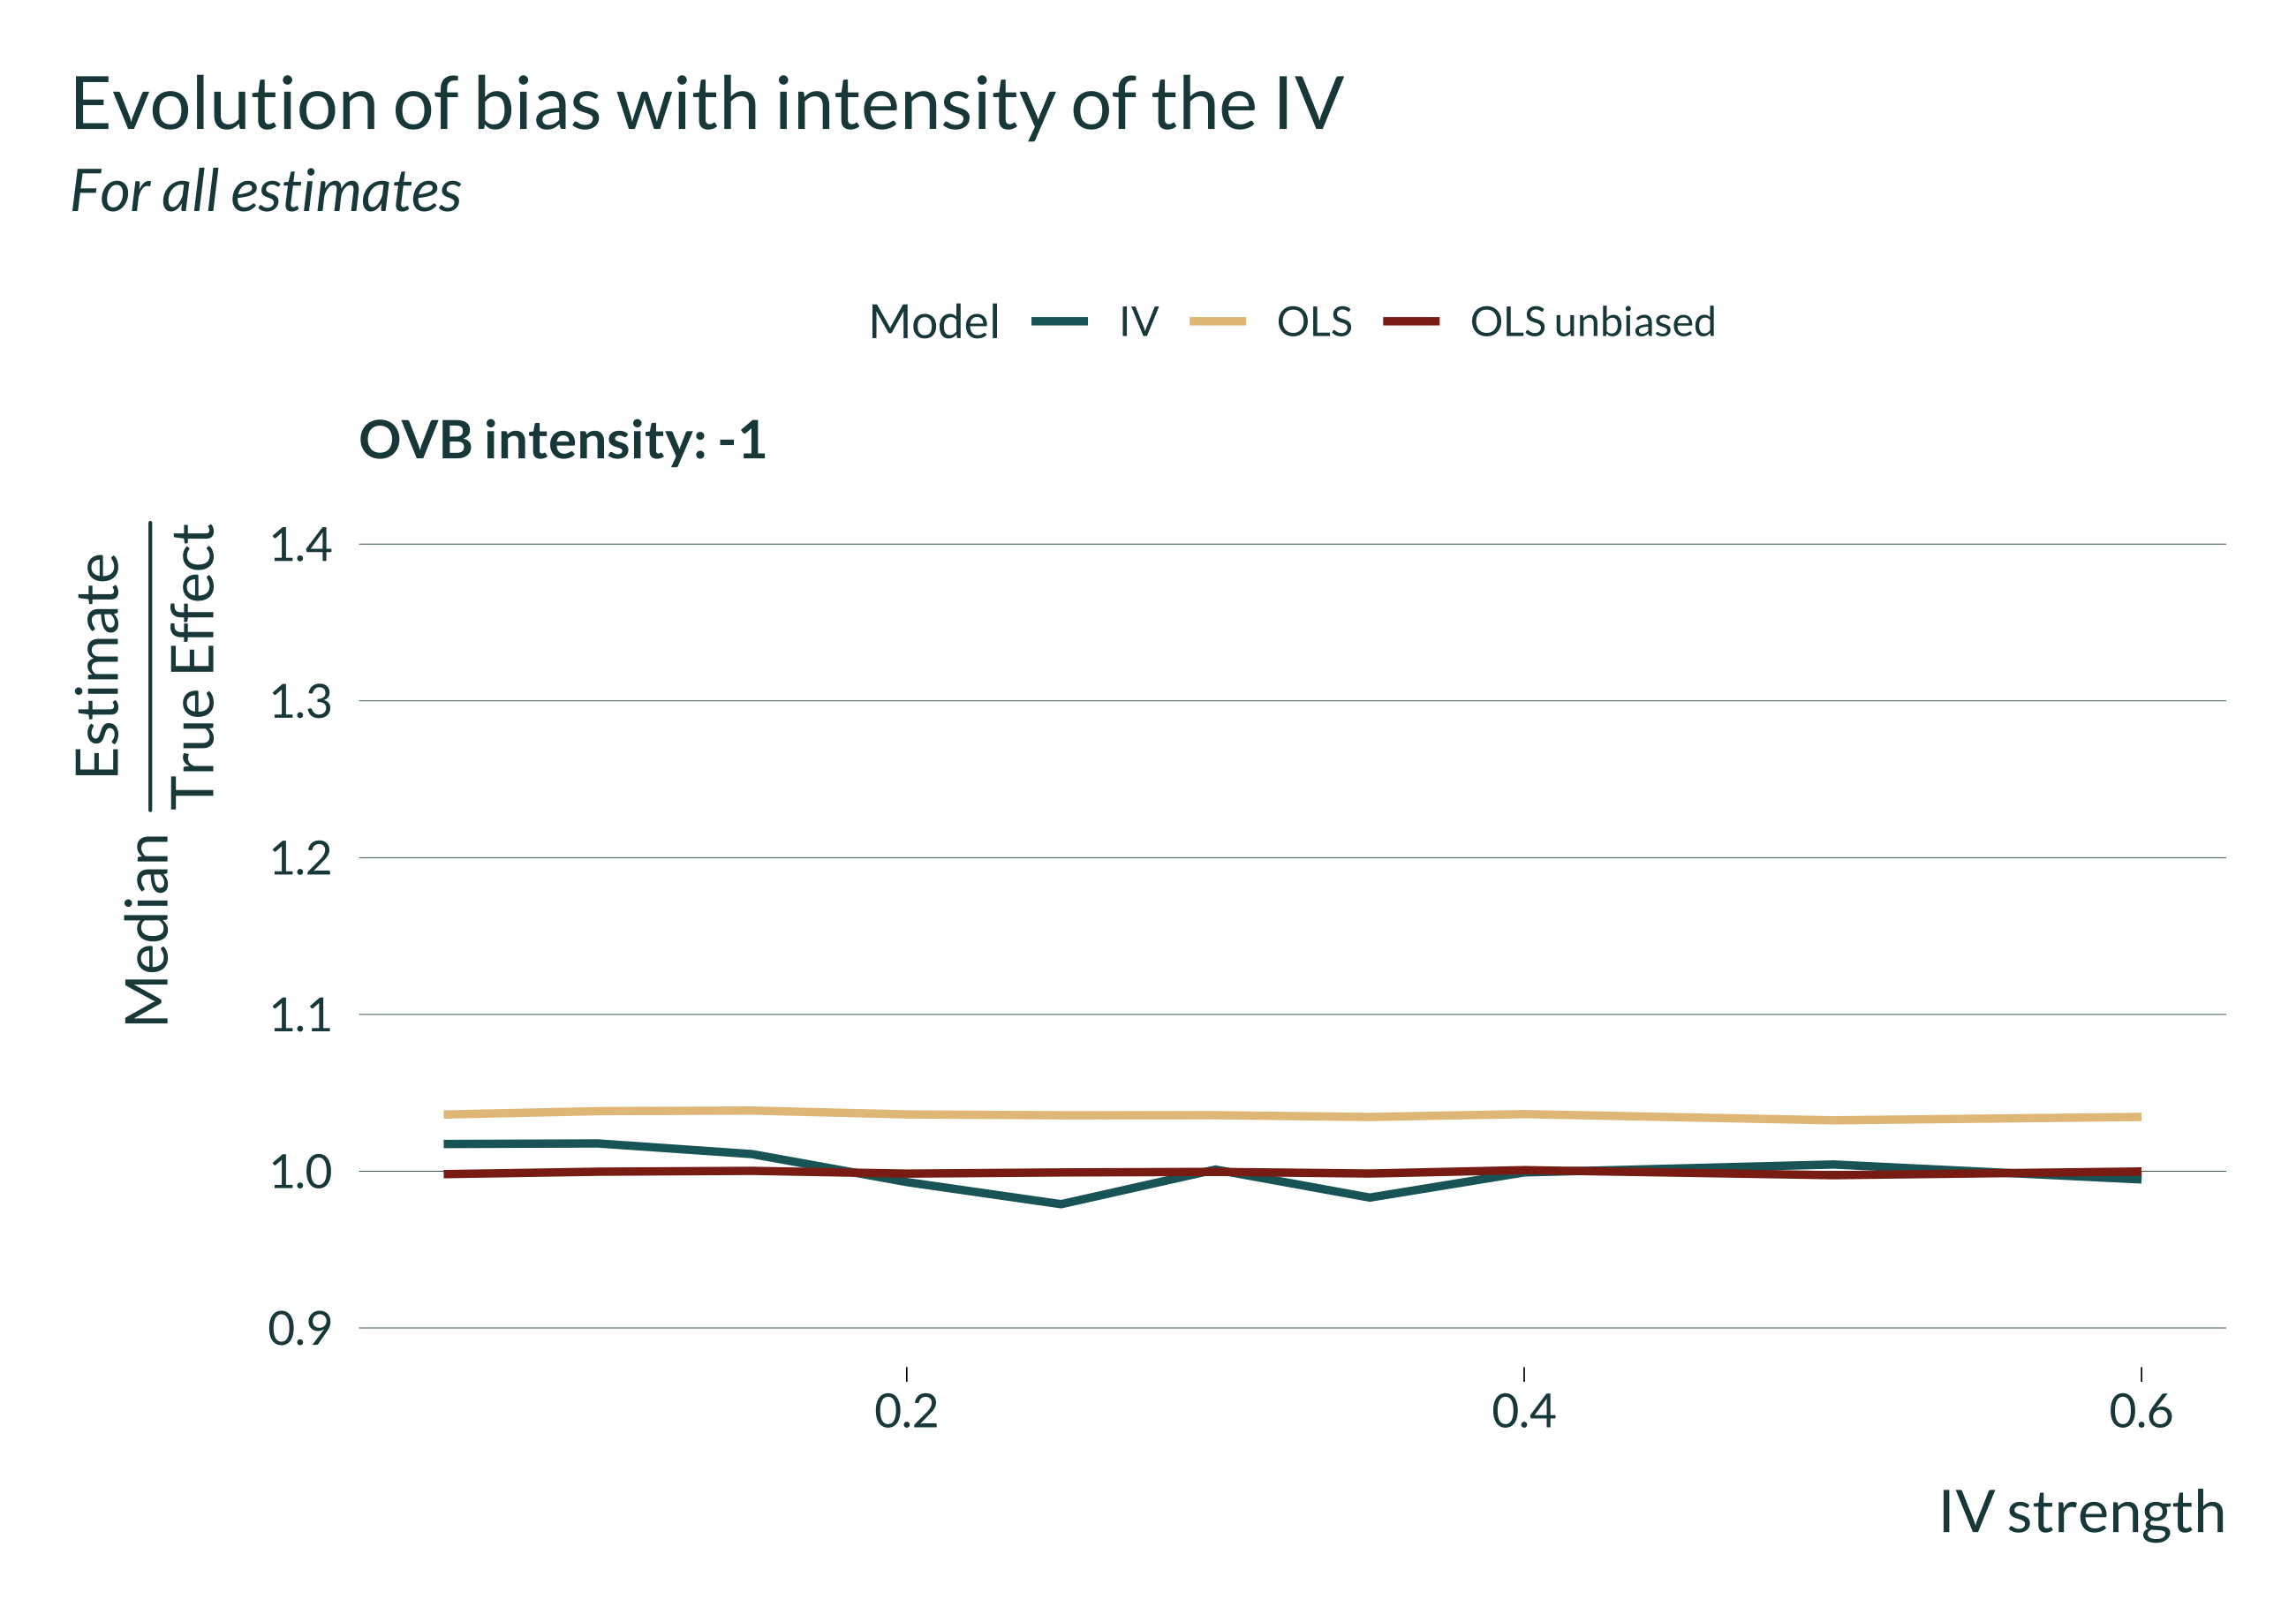 Evolution of bias with intensity of the IV
For all estimates
Model IV OLS OLS unbiased
OVB intensity: -1
Median Estimate
True Effect
1.4
1.3
1.2
1.1
1.0
0.9
0.2 0.4 0.6
IV strength